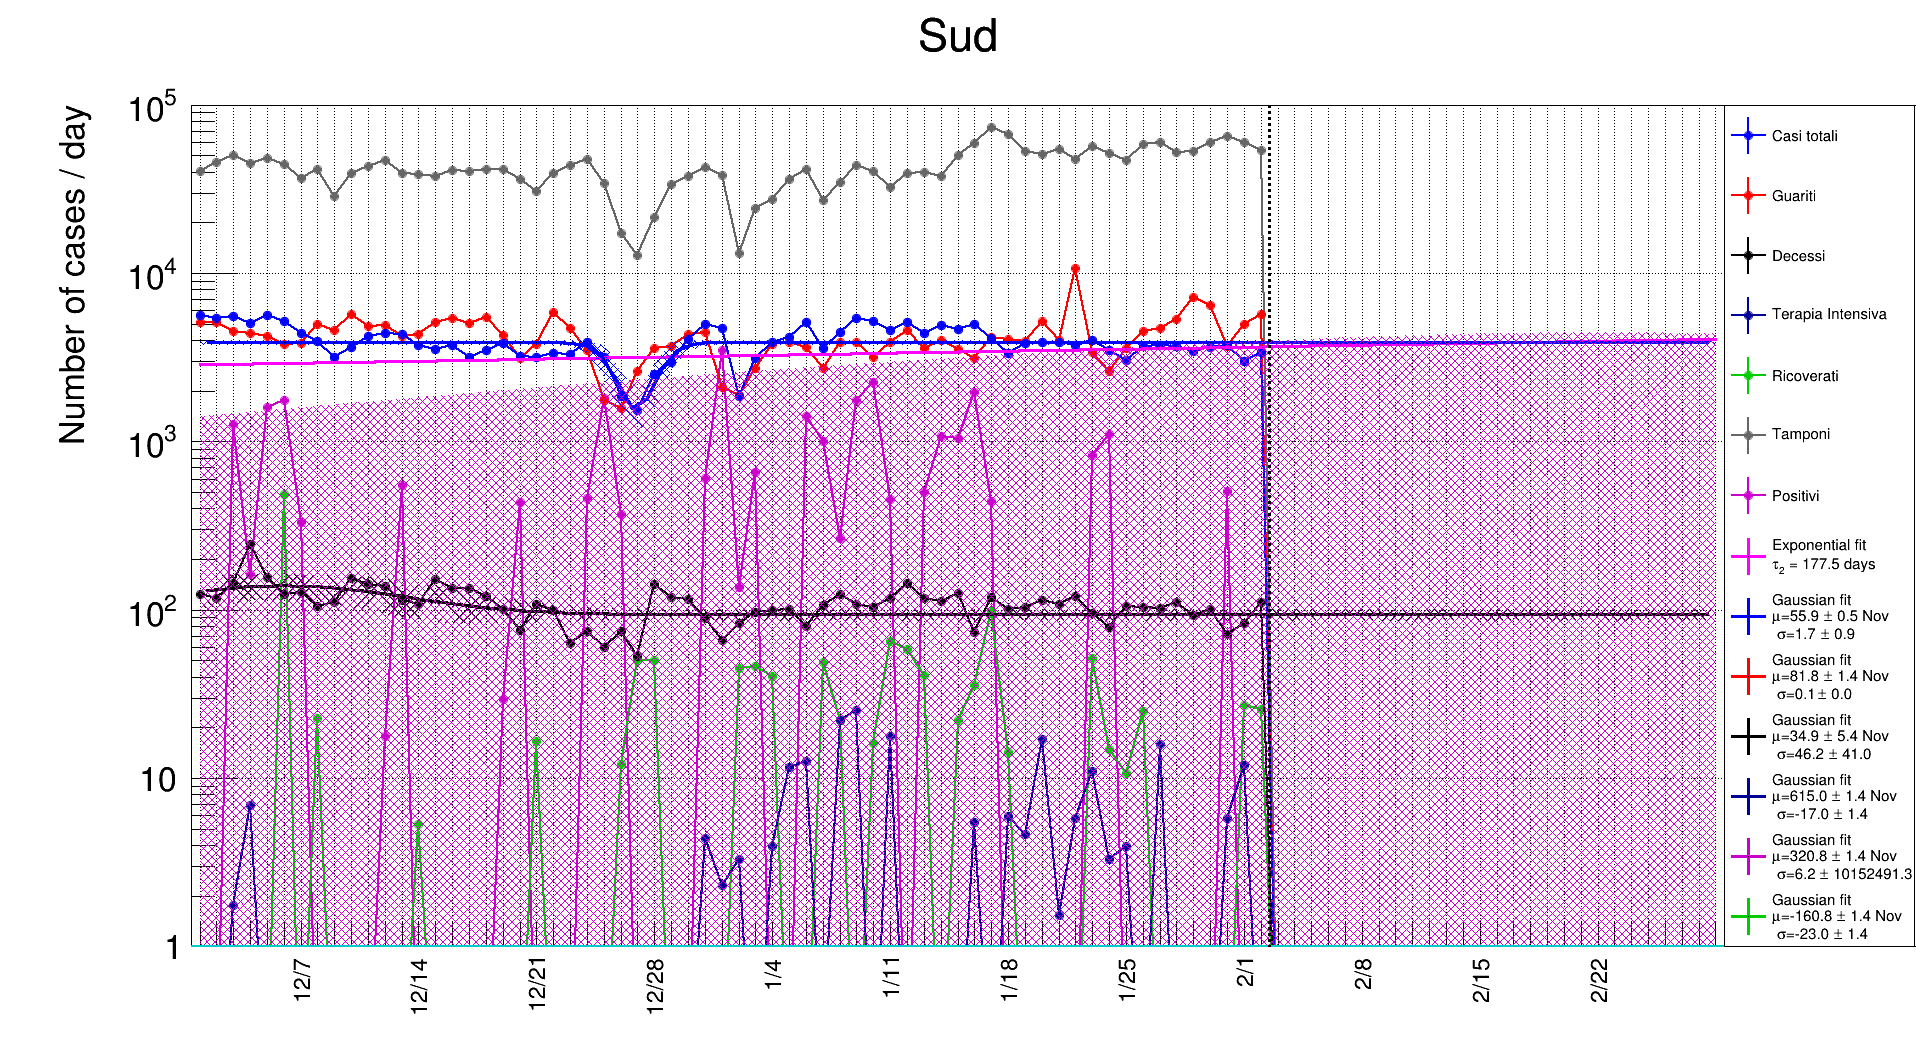 Sud
Number of cases / day
10^5
10^4
10^3
10^2
10
1
12/7
12/14
12/21
12/28
1/4
1/11
1/18
1/25
2/1
2/8
2/15
2/22
Casi totali
Guariti
Decessi
Terapia Intensiva
Ricoverati
Tamponi
Positivi
Exponential fit
τ₂ = 177.5 days
Gaussian fit
μ=55.9 ± 0.5 Nov
σ=1.7 ± 0.9
Gaussian fit
μ=81.8 ± 1.4 Nov
σ=0.1 ± 0.0
Gaussian fit
μ=34.9 ± 5.4 Nov
σ=46.2 ± 41.0
Gaussian fit
μ=615.0 ± 1.4 Nov
σ=-17.0 ± 1.4
Gaussian fit
μ=320.8 ± 1.4 Nov
σ=6.2 ± 10152491.3
Gaussian fit
μ=-160.8 ± 1.4 Nov
σ=-23.0 ± 1.4